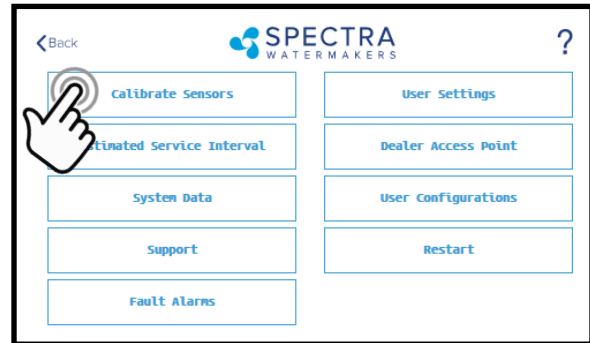 Back
SPECTRA
WATERMAKERS
?
Calibrate Sensors
User Settings
timated Service Interval
Dealer Access Point
System Data
User Configurations
Support
Restart
Fault Alarms